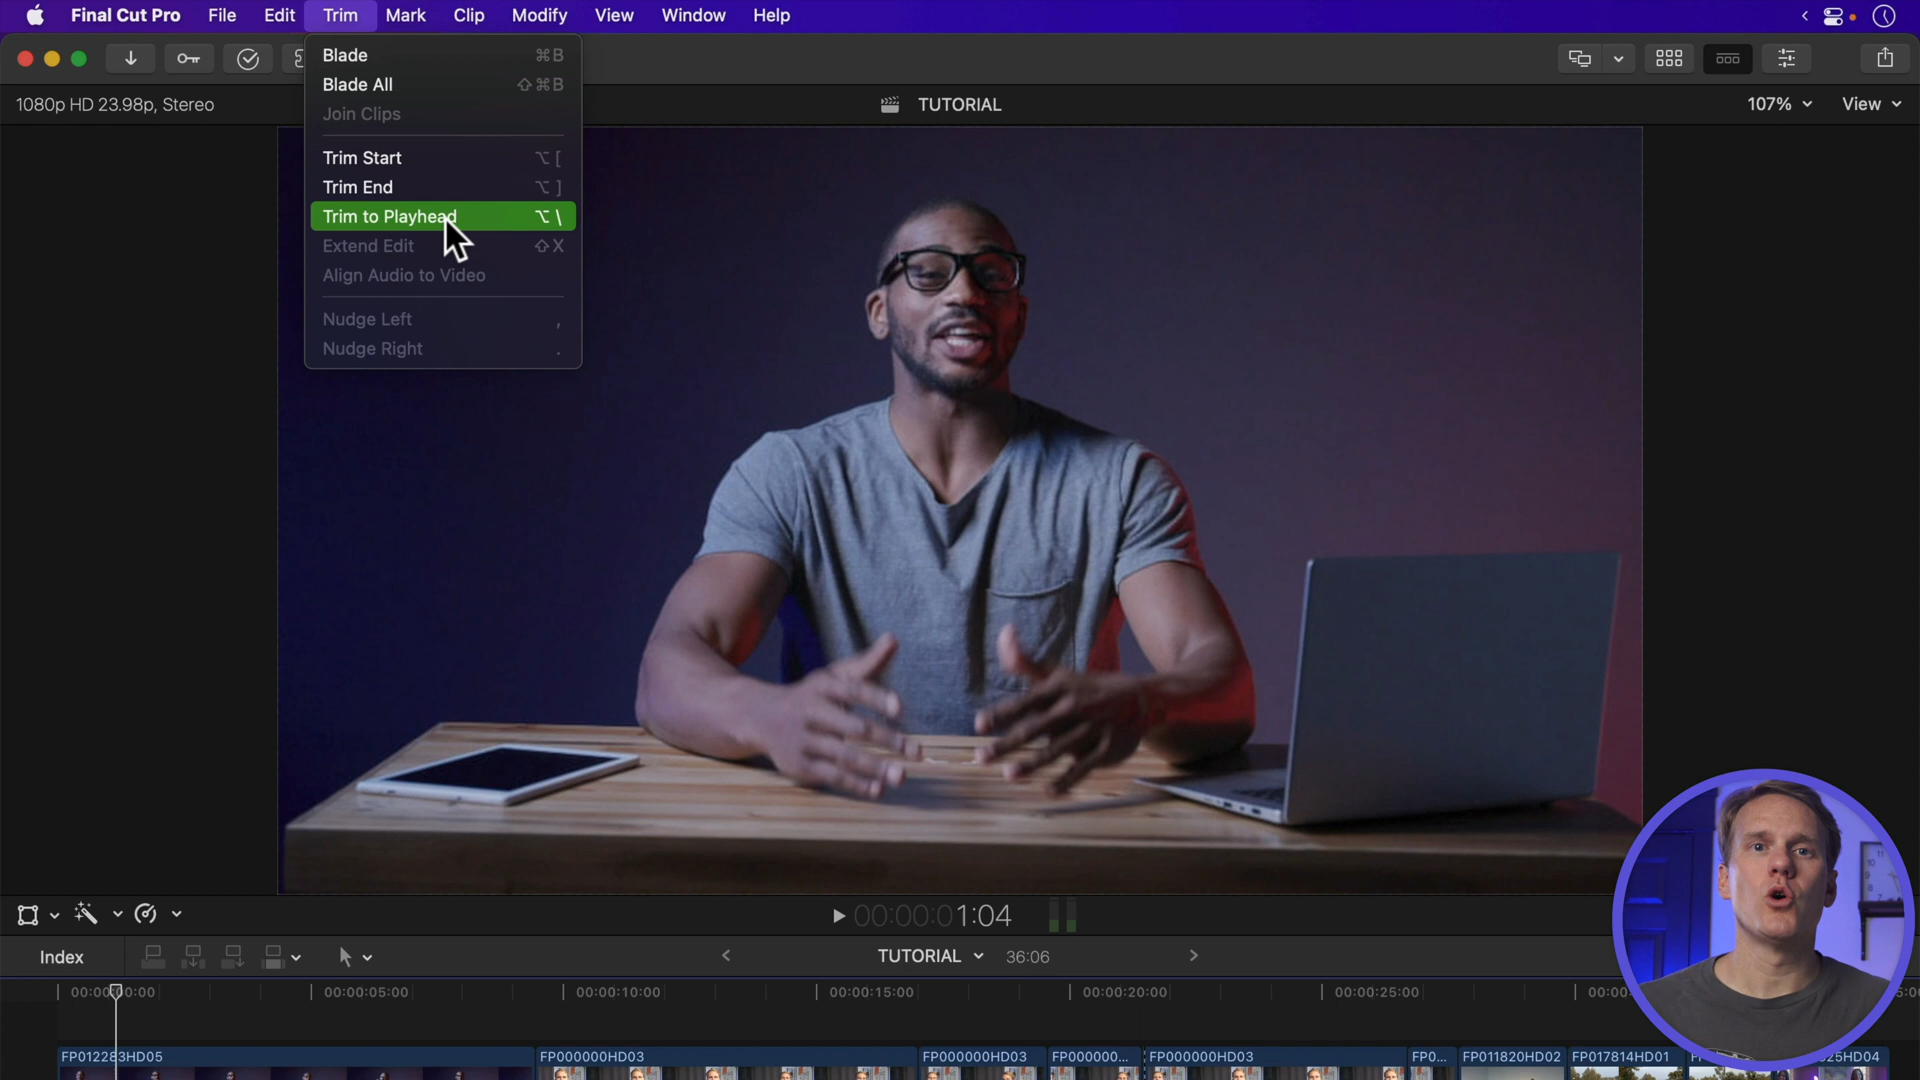 Final Cut Pro File Edit Trim Mark Clip Modify View Window Help
Blade ⌘B
Blade All ⇧⌘B
Join Clips
Trim Start ⌥[
Trim End ⌥]
Trim to Playhead ⌥\
Extend Edit ⇧X
Align Audio to Video
Nudge Left ,
Nudge Right .
1080p HD 23.98p, Stereo
TUTORIAL
107% View
00:00:01:04
Index
TUTORIAL 36:06
00:00:00:00 00:00:05:00 00:00:10:00 00:00:15:00 00:00:20:00 00:00:25:00
FP012283HD05 FP000000HD03 FP000000HD03 FP000000... FP000000HD03 FP0... FP011820HD02 FP017814HD01